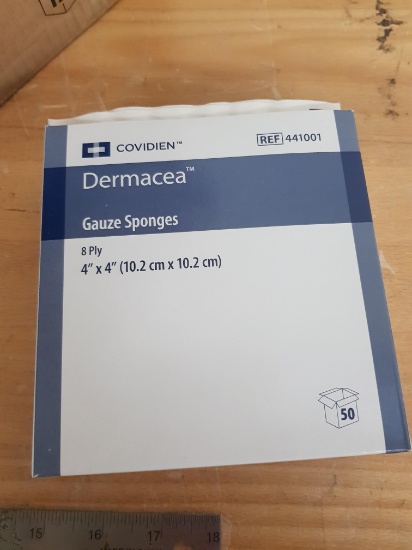 COVIDIEN™
REF 441001
Dermacea™
Gauze Sponges
8 Ply
4" x 4" (10.2 cm x 10.2 cm)
50
15 16 17 18